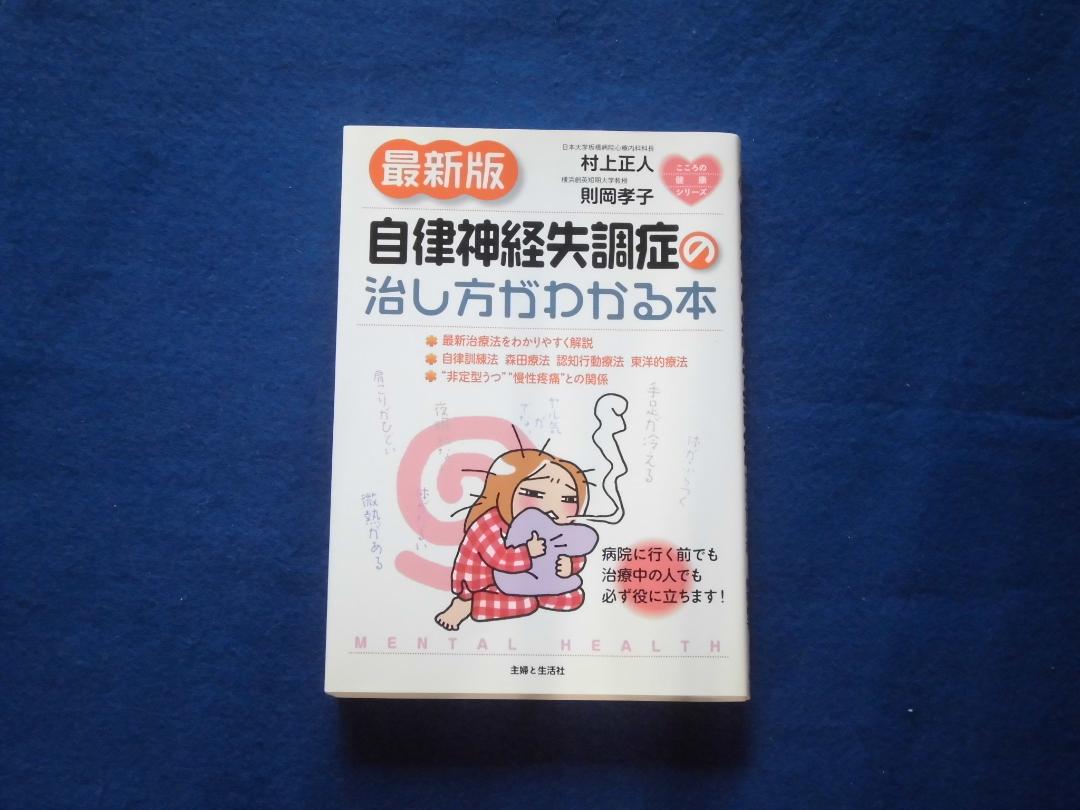 最新版
日本大学板橋病院心療内科科長
村上正人
横浜創英短期大学教授
則岡孝子
こころの
健康
シリーズ
自律神経失調症の
治し方がわかる本
最新治療法をわかりやすく解説
自律訓練法 森田療法 認知行動療法 東洋的療法
“非定型うつ”“慢性疼痛”との関係
肩こりがひどい
ヤル気
が
でない
手足が冷える
微熱がある
病院に行く前でも
治療中の人でも
必ず役に立ちます!
MENTAL HEALTH
主婦と生活社